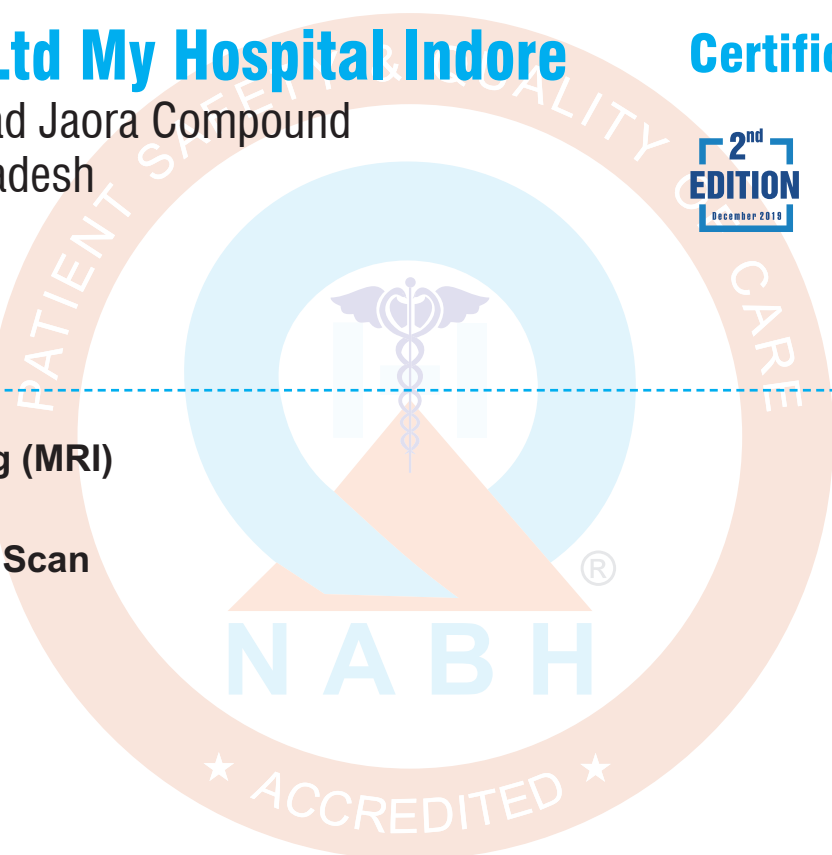 Ltd My Hospital Indore
Certific
ad Jaora Compound
adesh
2nd
EDITION
December 2019
PATIENT SAFETY & QUALITY OF CARE
g (MRI)
Scan
®
NABH
★ ACCREDITED ★